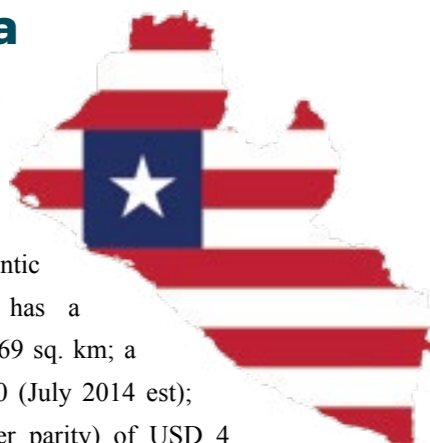 a
ntic
has a
69 sq. km; a
0 (July 2014 est);
er parity) of USD 4